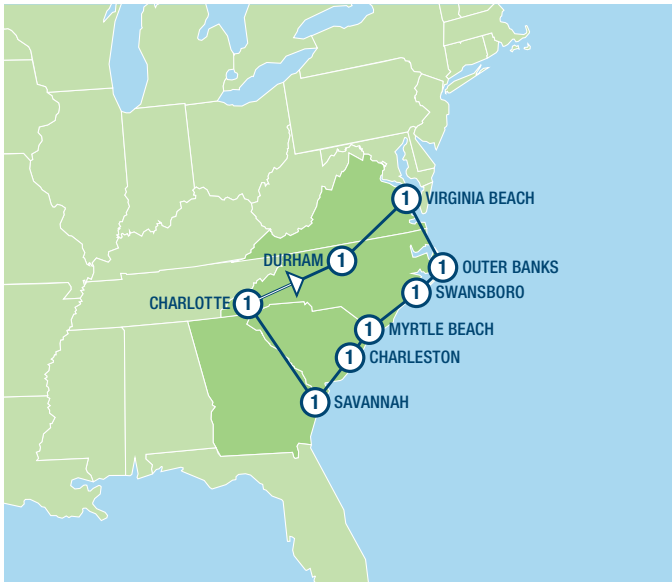 1 VIRGINIA BEACH
DURHAM 1
1 OUTER BANKS
1 SWANSBORO
CHARLOTTE 1
1 MYRTLE BEACH
1 CHARLESTON
1 SAVANNAH